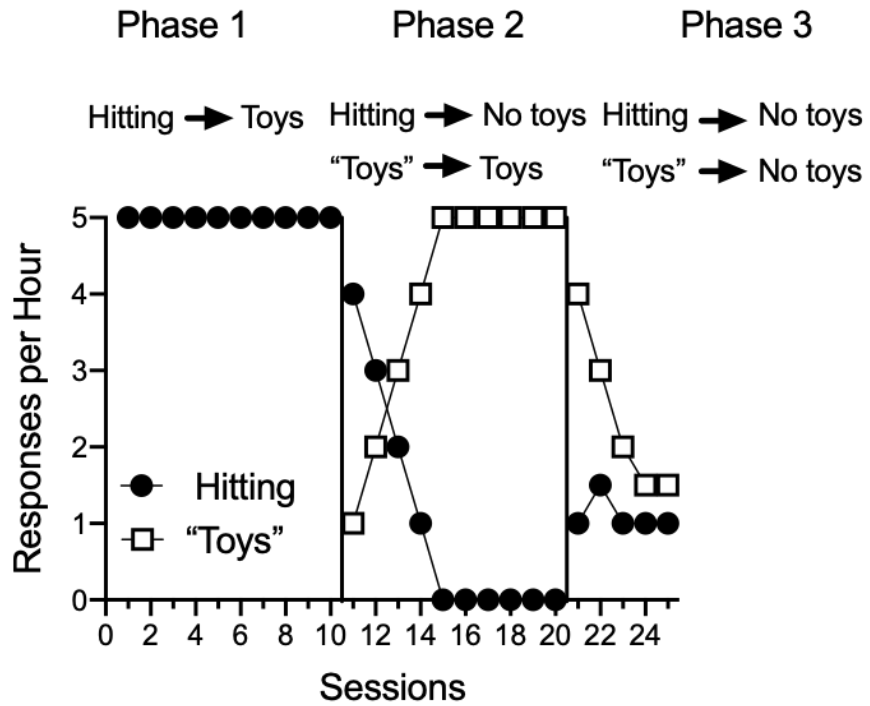 Phase 1 Phase 2 Phase 3
Hitting → Toys Hitting → No toys Hitting → No toys
“Toys” → Toys “Toys” → No toys
5
4
3
2
1
0
Responses per Hour
Hitting
“Toys”
0 2 4 6 8 10 12 14 16 18 20 22 24
Sessions